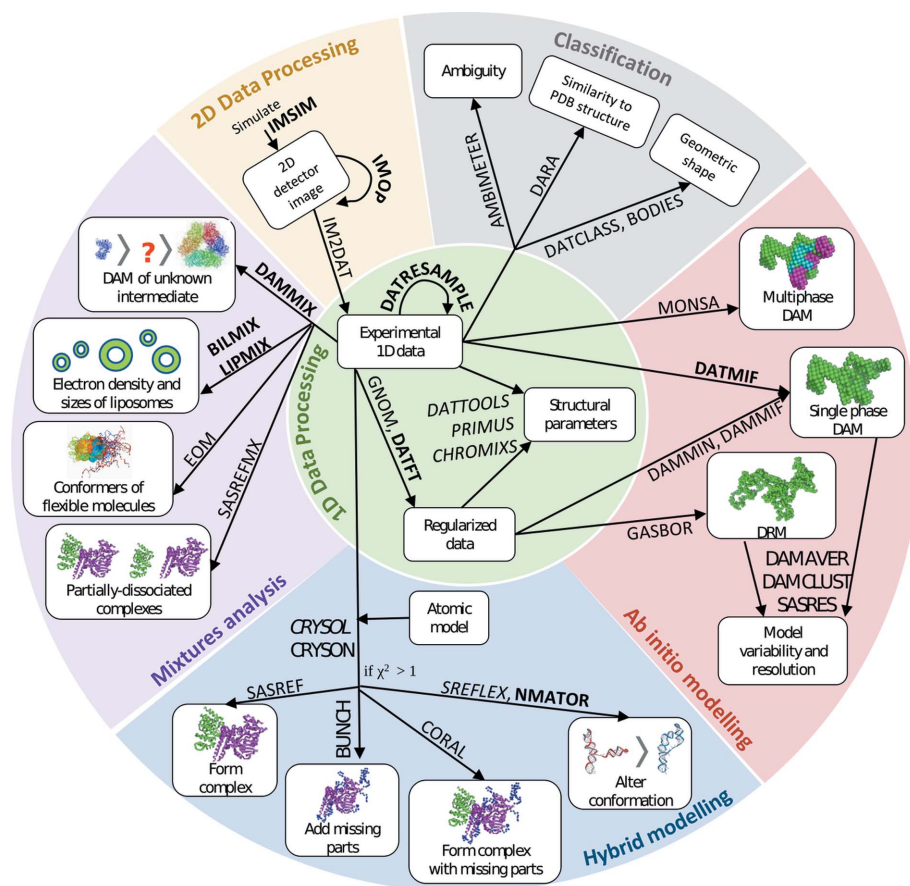 2D Data Processing
Simulate
IMSIM
2D
detector
image
IMOP
IM2DAT
Classification
Ambiguity
Similarity to
PDB structure
Geometric
shape
AMBIMETER
DARA
DATCLASS, BODIES
1D Data Processing
DATRESAMPLE
Experimental
1D data
GNOM, DATFT
DATTOOLS
PRIMUS
CHROMIXS
Structural
parameters
Regularized
data
Mixtures analysis
?
DAM of unknown
intermediate
DAMMIX
BILMIX
LIPMIX
Electron density and
sizes of liposomes
EOM
Conformers
of flexible molecules
SASREFMX
Partially-dissociated
complexes
Ab initio modelling
MONSA
Multiphase
DAM
DATMIF
Single phase
DAM
DAMMIN, DAMMIF
GASBOR
DRM
DAMAVER
DAMCLUST
SASRES
Model
variability and
resolution
Hybrid modelling
Atomic
model
CRYSOL
CRYSON
if χ² > 1
SASREF
Form
complex
BUNCH
Add missing
parts
CORAL
Form complex
with missing parts
SREFLEX, NMATOR
Alter
conformation